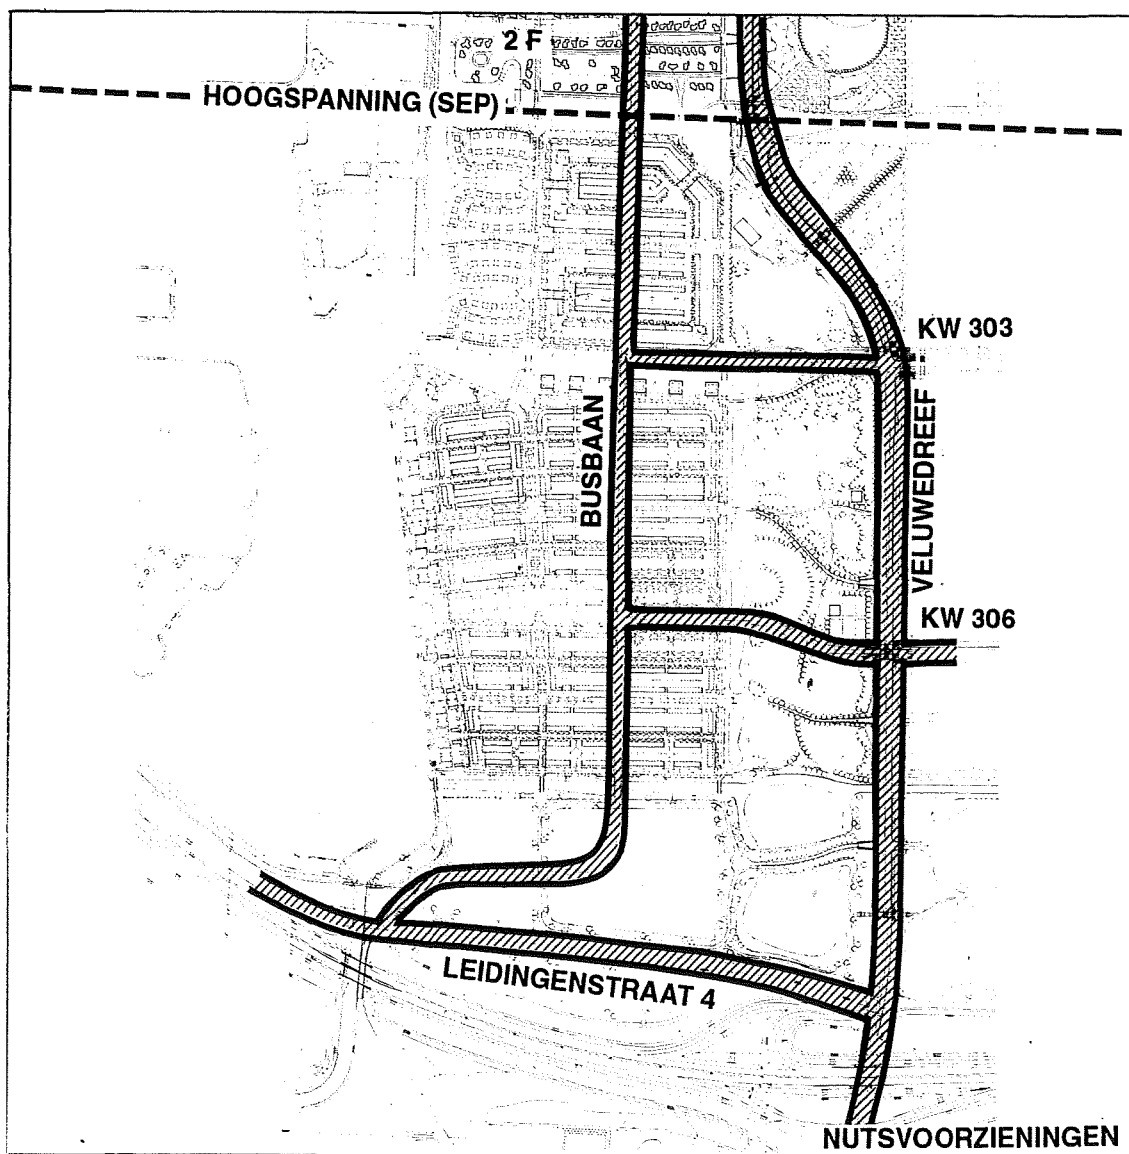 2 F
HOOGSPANNING (SEP)
KW 303
BUSBAAN
VELUWEDREEF
KW 306
LEIDINGENSTRAAT 4
NUTSVOORZIENINGEN